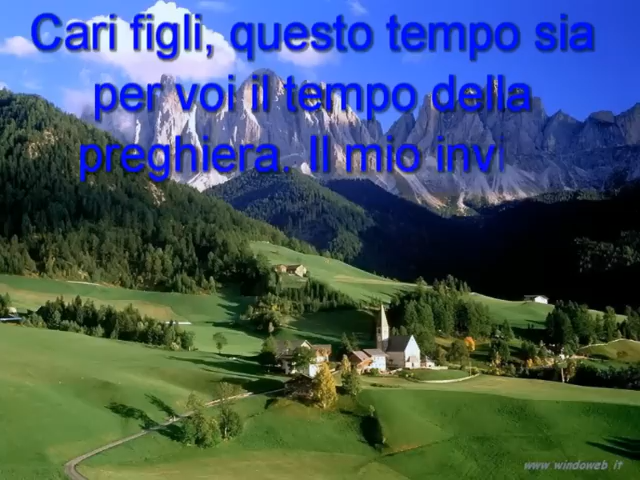 Cari figli, questo tempo sia
per voi il tempo della
preghiera. Il mio invi
www.windoweb.it